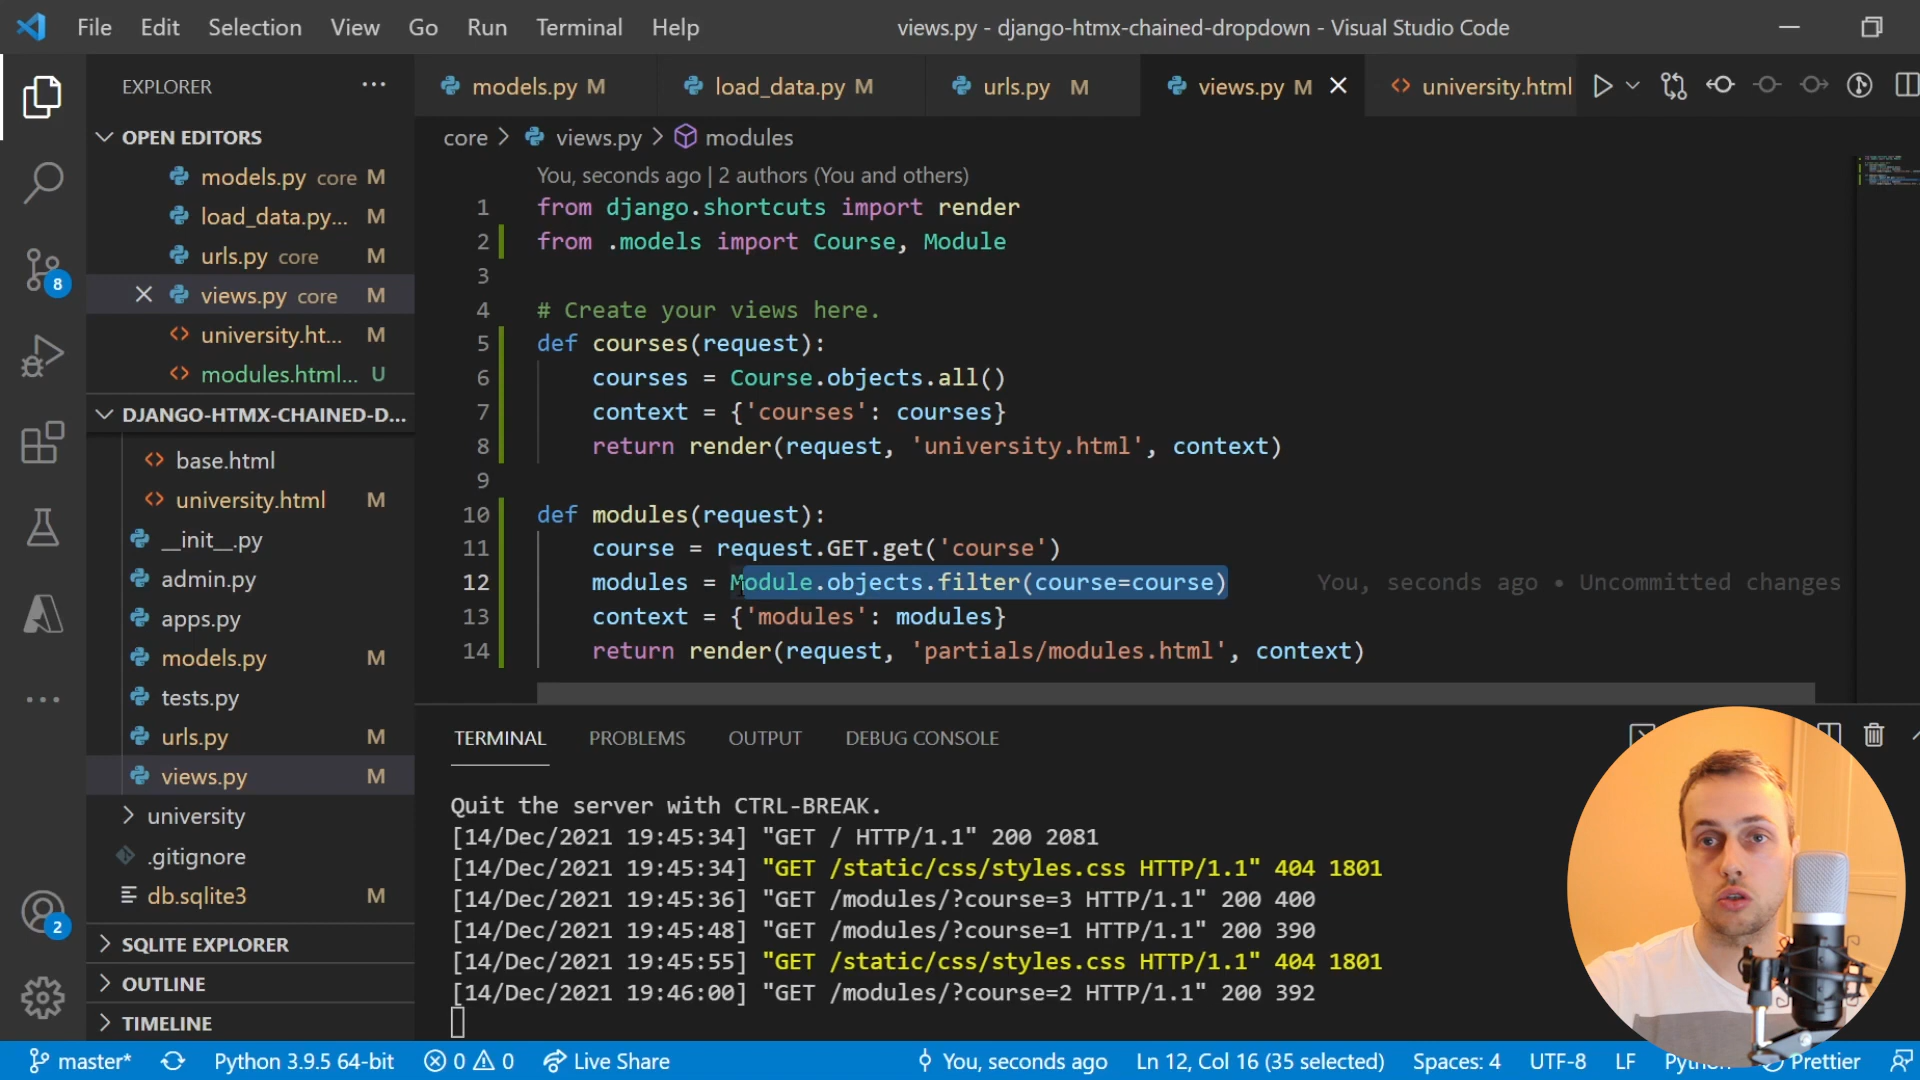 File Edit Selection View Go Run Terminal Help
views.py - django-htmx-chained-dropdown - Visual Studio Code
EXPLORER
models.py M
load_data.py M
urls.py M
views.py M
university.html
OPEN EDITORS
models.py core M
load_data.py... M
urls.py core M
views.py core M
university.ht... M
modules.html... U
DJANGO-HTMX-CHAINED-D...
base.html
university.html M
__init__.py
admin.py
apps.py
models.py M
tests.py
urls.py M
views.py M
university
.gitignore
db.sqlite3 M
SQLITE EXPLORER
OUTLINE
TIMELINE
8
2
core > views.py > modules
You, seconds ago | 2 authors (You and others)
1 from django.shortcuts import render
2 from .models import Course, Module
3
4 # Create your views here.
5 def courses(request):
6 courses = Course.objects.all()
7 context = {'courses': courses}
8 return render(request, 'university.html', context)
9
10 def modules(request):
11 course = request.GET.get('course')
12 modules = Module.objects.filter(course=course) You, seconds ago • Uncommitted changes
13 context = {'modules': modules}
14 return render(request, 'partials/modules.html', context)
TERMINAL PROBLEMS OUTPUT DEBUG CONSOLE
Quit the server with CTRL-BREAK.
[14/Dec/2021 19:45:34] "GET / HTTP/1.1" 200 2081
[14/Dec/2021 19:45:34] "GET /static/css/styles.css HTTP/1.1" 404 1801
[14/Dec/2021 19:45:36] "GET /modules/?course=3 HTTP/1.1" 200 400
[14/Dec/2021 19:45:48] "GET /modules/?course=1 HTTP/1.1" 200 390
[14/Dec/2021 19:45:55] "GET /static/css/styles.css HTTP/1.1" 404 1801
[14/Dec/2021 19:46:00] "GET /modules/?course=2 HTTP/1.1" 200 392
master* Python 3.9.5 64-bit 0 0 Live Share You, seconds ago Ln 12, Col 16 (35 selected) Spaces: 4 UTF-8 LF Prettier